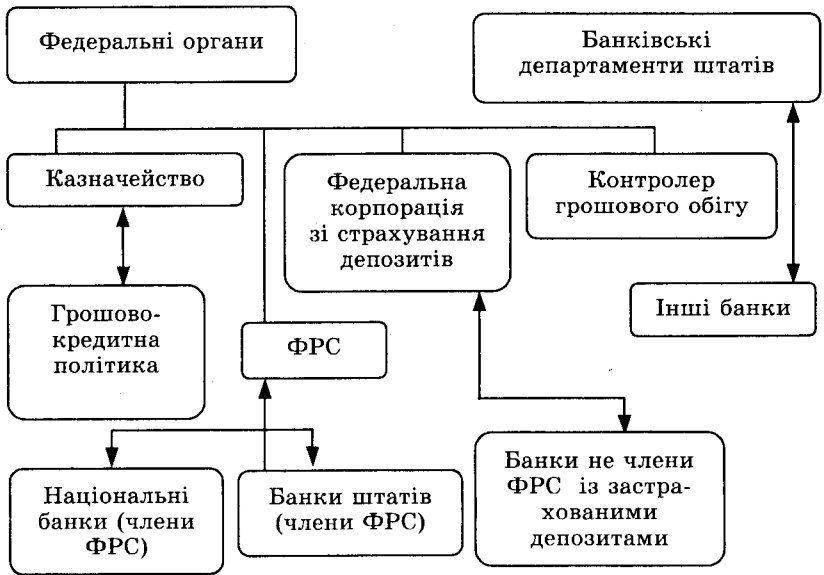 Федеральні органи
Банківські
департаменти штатів
Казначейство
Федеральна
корпорація
зі страхування
депозитів
Контролер
грошового обігу
Грошово-
кредитна
політика
ФРС
Інші банки
Національні
банки (члени
ФРС)
Банки штатів
(члени ФРС)
Банки не члени
ФРС із застра-
хованими
депозитами